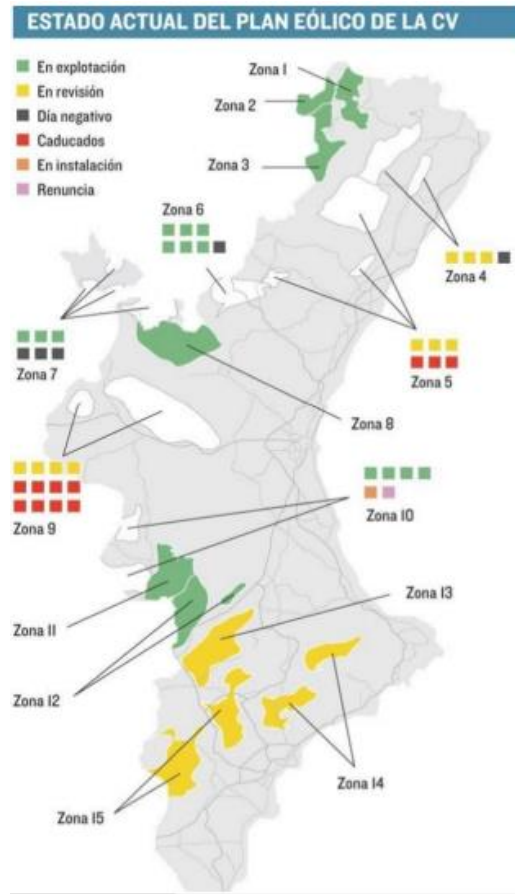 ESTADO ACTUAL DEL PLAN EÓLICO DE LA CV
En explotación
En revisión
Día negativo
Caducados
En instalación
Renuncia
Zona 1
Zona 2
Zona 3
Zona 6
Zona 4
Zona 7
Zona 5
Zona 8
Zona 9
Zona 10
Zona 13
Zona 11
Zona 12
Zona 14
Zona 15